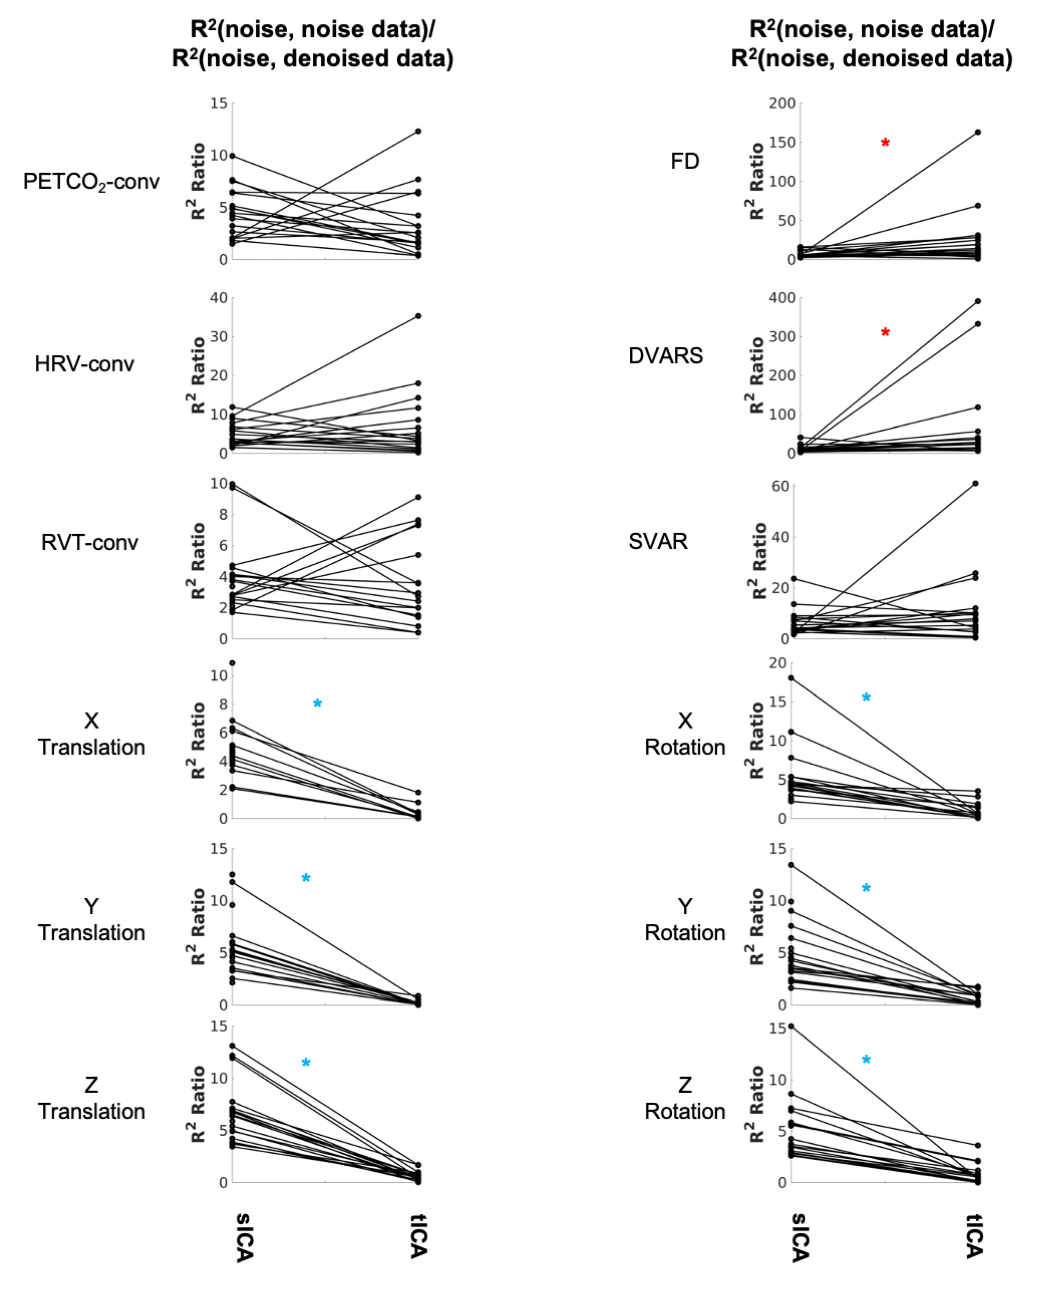 R²(noise, noise data)/
R²(noise, denoised data)
R²(noise, noise data)/
R²(noise, denoised data)
PETCO₂-conv
R² Ratio
15
10
5
0
FD
R² Ratio
200
150
100
50
0
*
HRV-conv
R² Ratio
40
30
20
10
0
DVARS
R² Ratio
400
300
200
100
0
*
RVT-conv
R² Ratio
10
8
6
4
2
0
SVAR
R² Ratio
60
40
20
0
X
Translation
R² Ratio
10
8
6
4
2
0
*
X
Rotation
R² Ratio
20
15
10
5
0
*
Y
Translation
R² Ratio
15
10
5
0
*
Y
Rotation
R² Ratio
15
10
5
0
*
Z
Translation
R² Ratio
15
10
5
0
*
Z
Rotation
R² Ratio
15
10
5
0
*
sICA
tICA
sICA
tICA